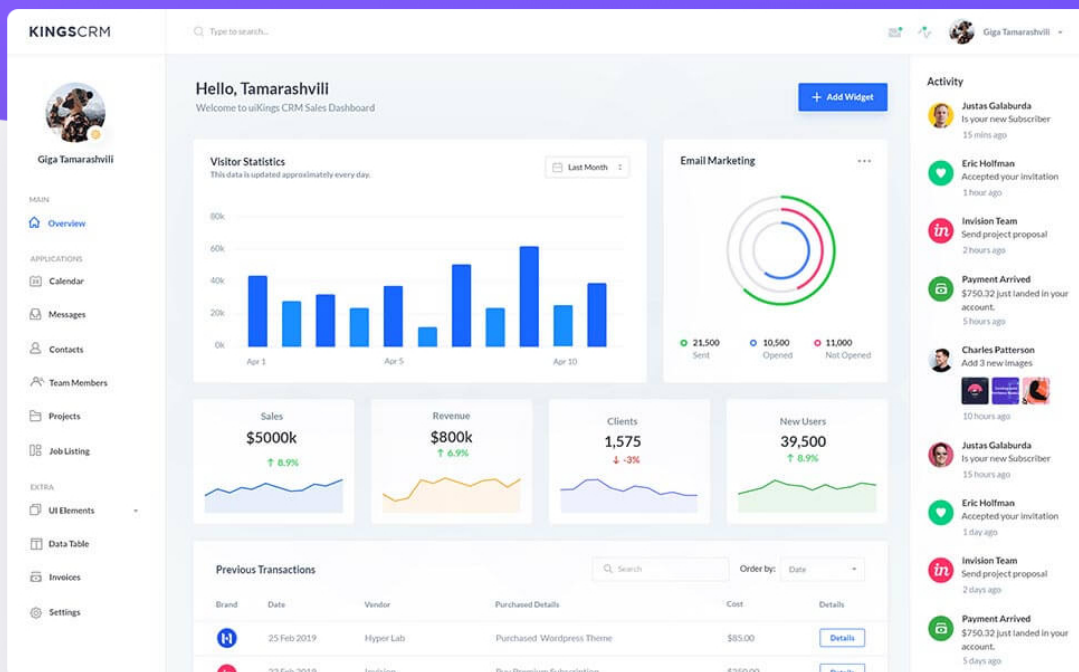 KINGSCRM
Type to search...
Giga Tamarashvili
Giga Tamarashvili
MAIN
Overview
APPLICATIONS
Calendar
Messages
Contacts
Team Members
Projects
Job Listing
EXTRA
UI Elements
Data Table
Invoices
Settings
Hello, Tamarashvili
Welcome to uiKings CRM Sales Dashboard
+ Add Widget
Visitor Statistics
This data is updated approximately every day.
Last Month
80k
60k
40k
20k
0k
Apr 1
Apr 5
Apr 10
Email Marketing
21,500
Sent
10,500
Opened
11,000
Not Opened
Sales
$5000k
↑ 8.9%
Revenue
$800k
↑ 6.9%
Clients
1,575
↓ -3%
New Users
39,500
↑ 8.9%
Previous Transactions
Search
Order by:
Date
Brand Date Vendor Purchased Details Cost Details
25 Feb 2019 Hyper Lab Purchased Wordpress Theme $85.00 Details
Activity
Justas Galaburda
Is your new Subscriber
15 mins ago
Eric Holfman
Accepted your invitation
1 hour ago
in
Invision Team
Send project proposal
2 hours ago
Payment Arrived
$750.32 just landed in your
account.
5 hours ago
Charles Patterson
Add 3 new images
10 hours ago
Justas Galaburda
Is your new Subscriber
15 hours ago
Eric Holfman
Accepted your invitation
1 day ago
in
Invision Team
Send project proposal
2 days ago
Payment Arrived
$750.32 just landed in your
account.
5 days ago